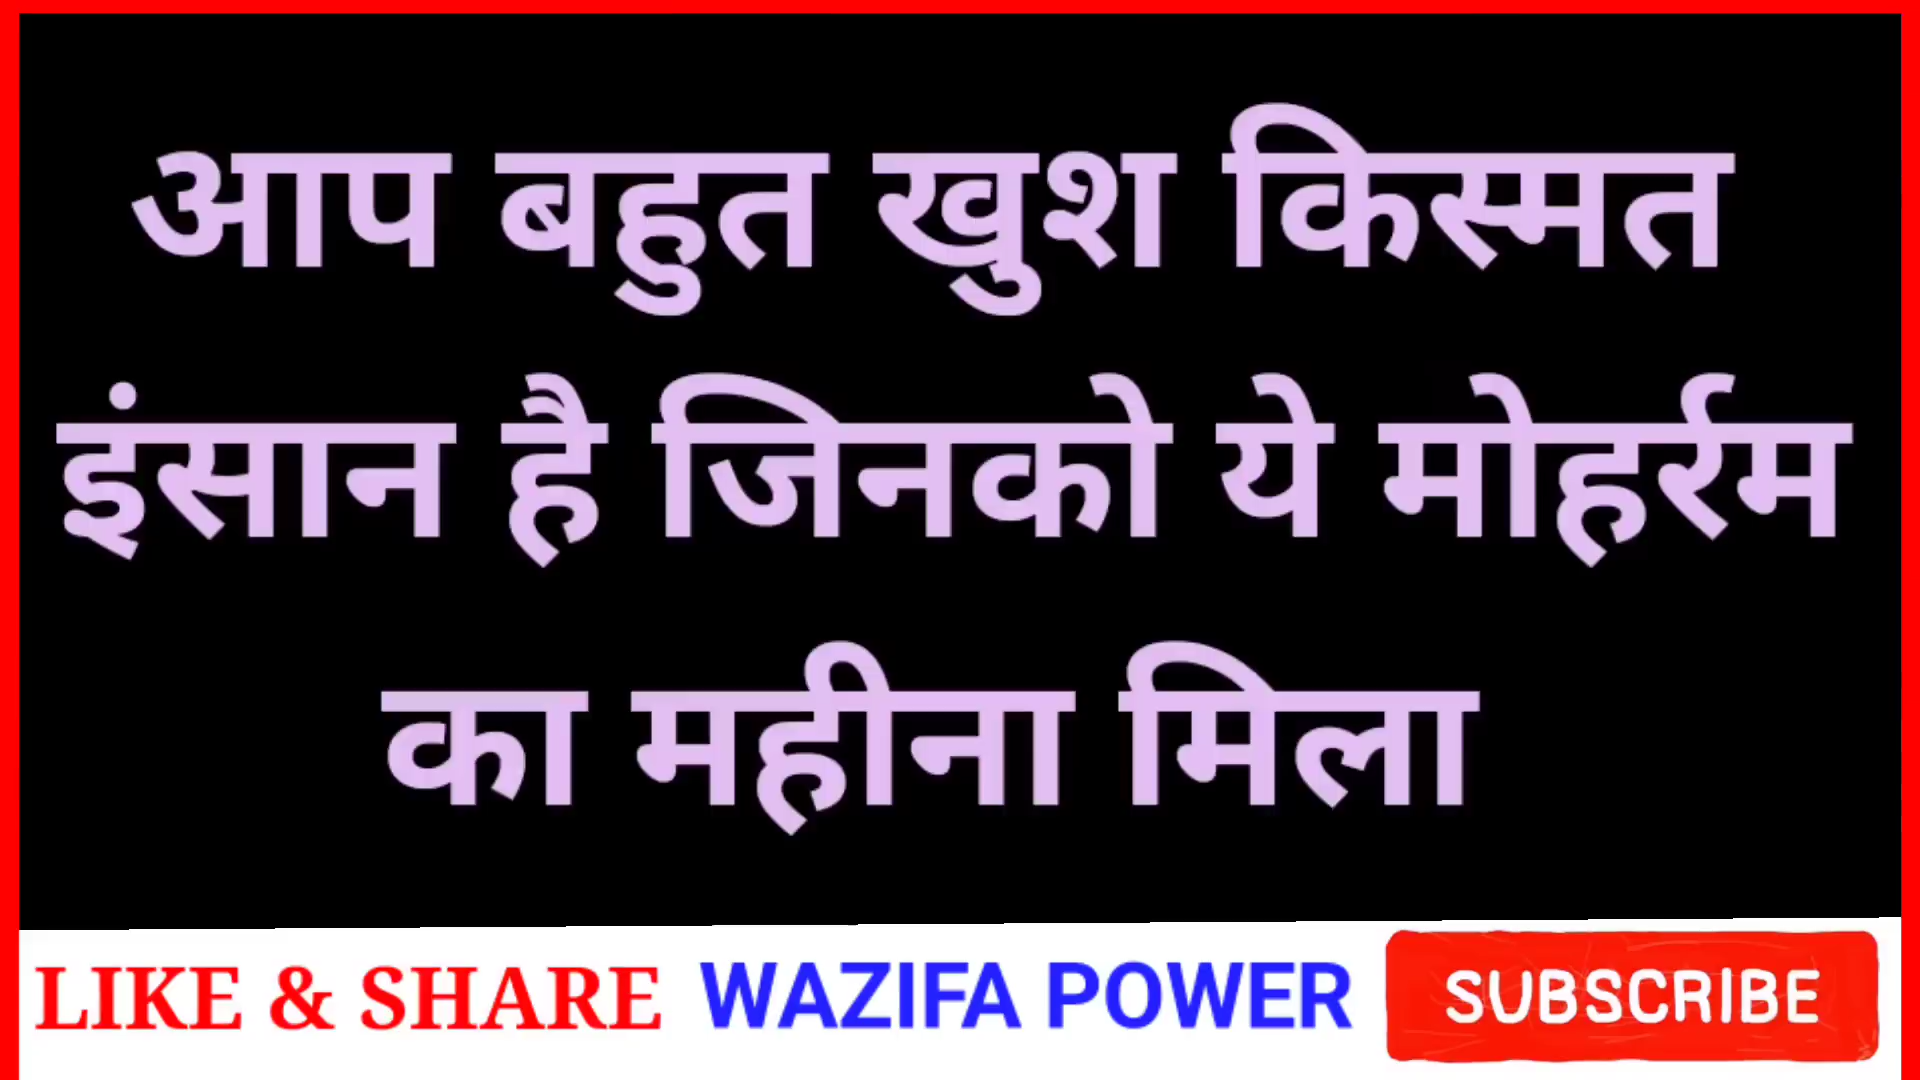 आप बहुत खुश किस्मत
इंसान है जिनको ये मोहर्रम
का महीना मिला
LIKE & SHARE WAZIFA POWER SUBSCRIBE